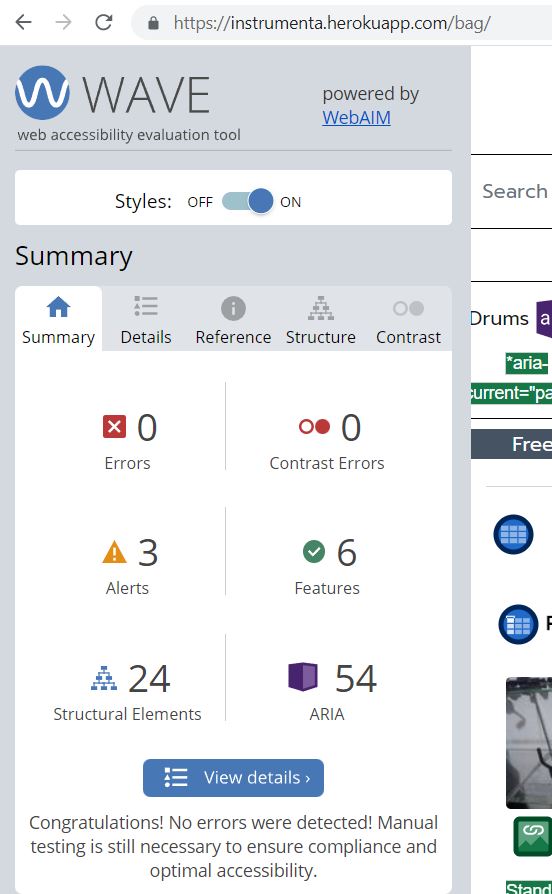 https://instrumenta.herokuapp.com/bag/
WAVE
web accessibility evaluation tool
powered by
WebAIM
Styles: OFF ON
Summary
Summary Details Reference Structure Contrast
0
Errors
0
Contrast Errors
3
Alerts
6
Features
24
Structural Elements
54
ARIA
View details ›
Congratulations! No errors were detected! Manual
testing is still necessary to ensure compliance and
optimal accessibility.
Search
Drums
*aria-
current="pa
Free
Stand